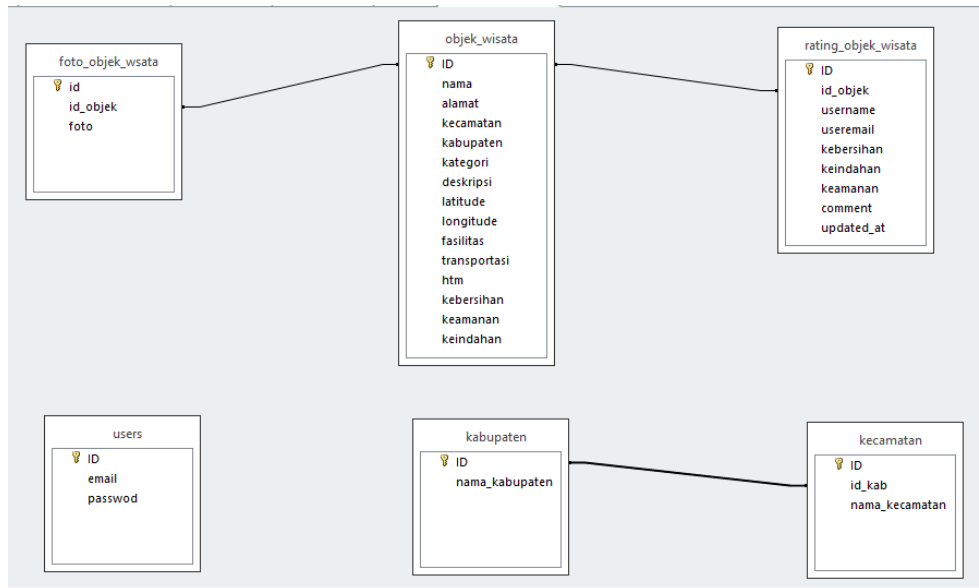 foto_objek_wsata
id
id_objek
foto
objek_wisata
ID
nama
alamat
kecamatan
kabupaten
kategori
deskripsi
latitude
longitude
fasilitas
transportasi
htm
kebersihan
keamanan
keindahan
rating_objek_wisata
ID
id_objek
username
useremail
kebersihan
keindahan
keamanan
comment
updated_at
users
ID
email
passwod
kabupaten
ID
nama_kabupaten
kecamatan
ID
id_kab
nama_kecamatan